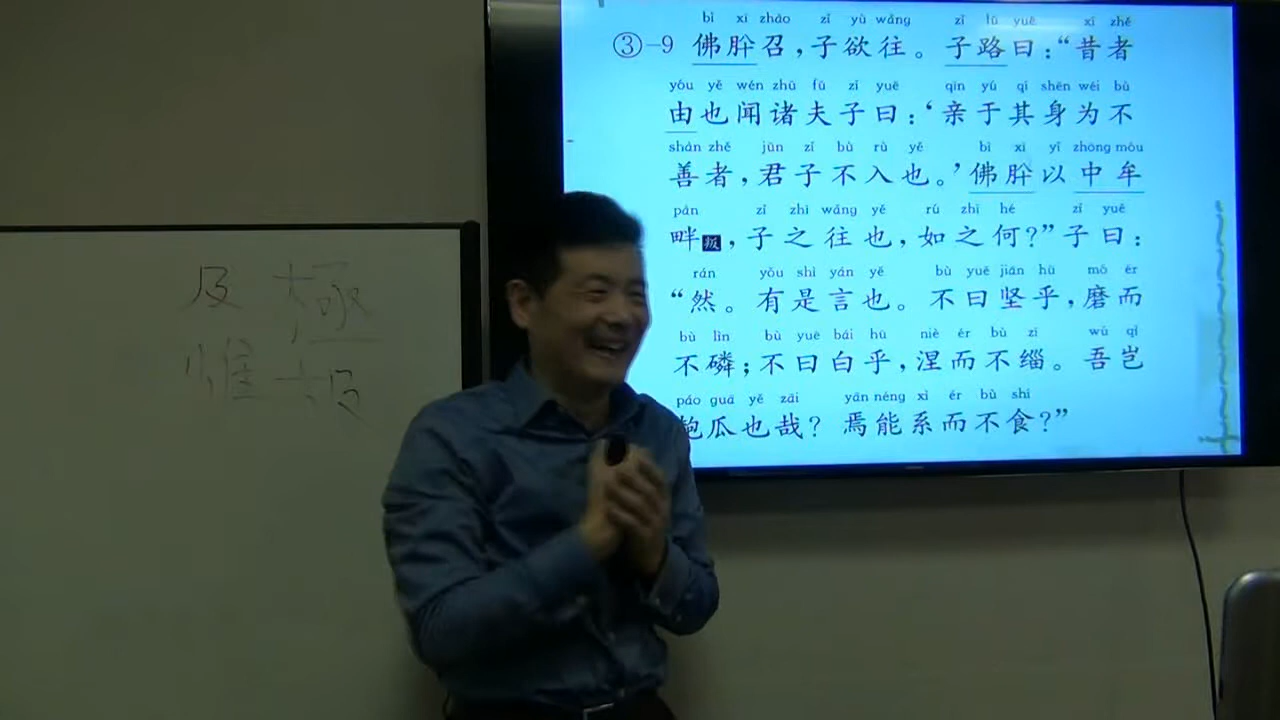 bì xī zhào zǐ yù wǎng zǐ lù yuē xī zhě
③-9 佛肸召，子欲往。子路曰：“昔者
yóu yě wén zhū fū zǐ yuē qīn yú qí shēn wéi bù
由也闻诸夫子曰：‘亲于其身为不
shàn zhě jūn zǐ bù rù yě bì xī yǐ zhōng móu
善者，君子不入也。’佛肸以中牟
pàn zǐ zhī wǎng yě rú zhī hé zǐ yuē
畔叛，子之往也，如之何？”子曰：
rán yǒu shì yán yě bù yuē jiān hū mó ér
“然。有是言也。不曰坚乎，磨而
bù lìn bù yuē bái hū niè ér bù zī wú qǐ
不磷；不曰白乎，涅而不缁。吾岂
páo guā yě zāi yān néng xì ér bù shí
匏瓜也哉？焉能系而不食？”
及 極
惟